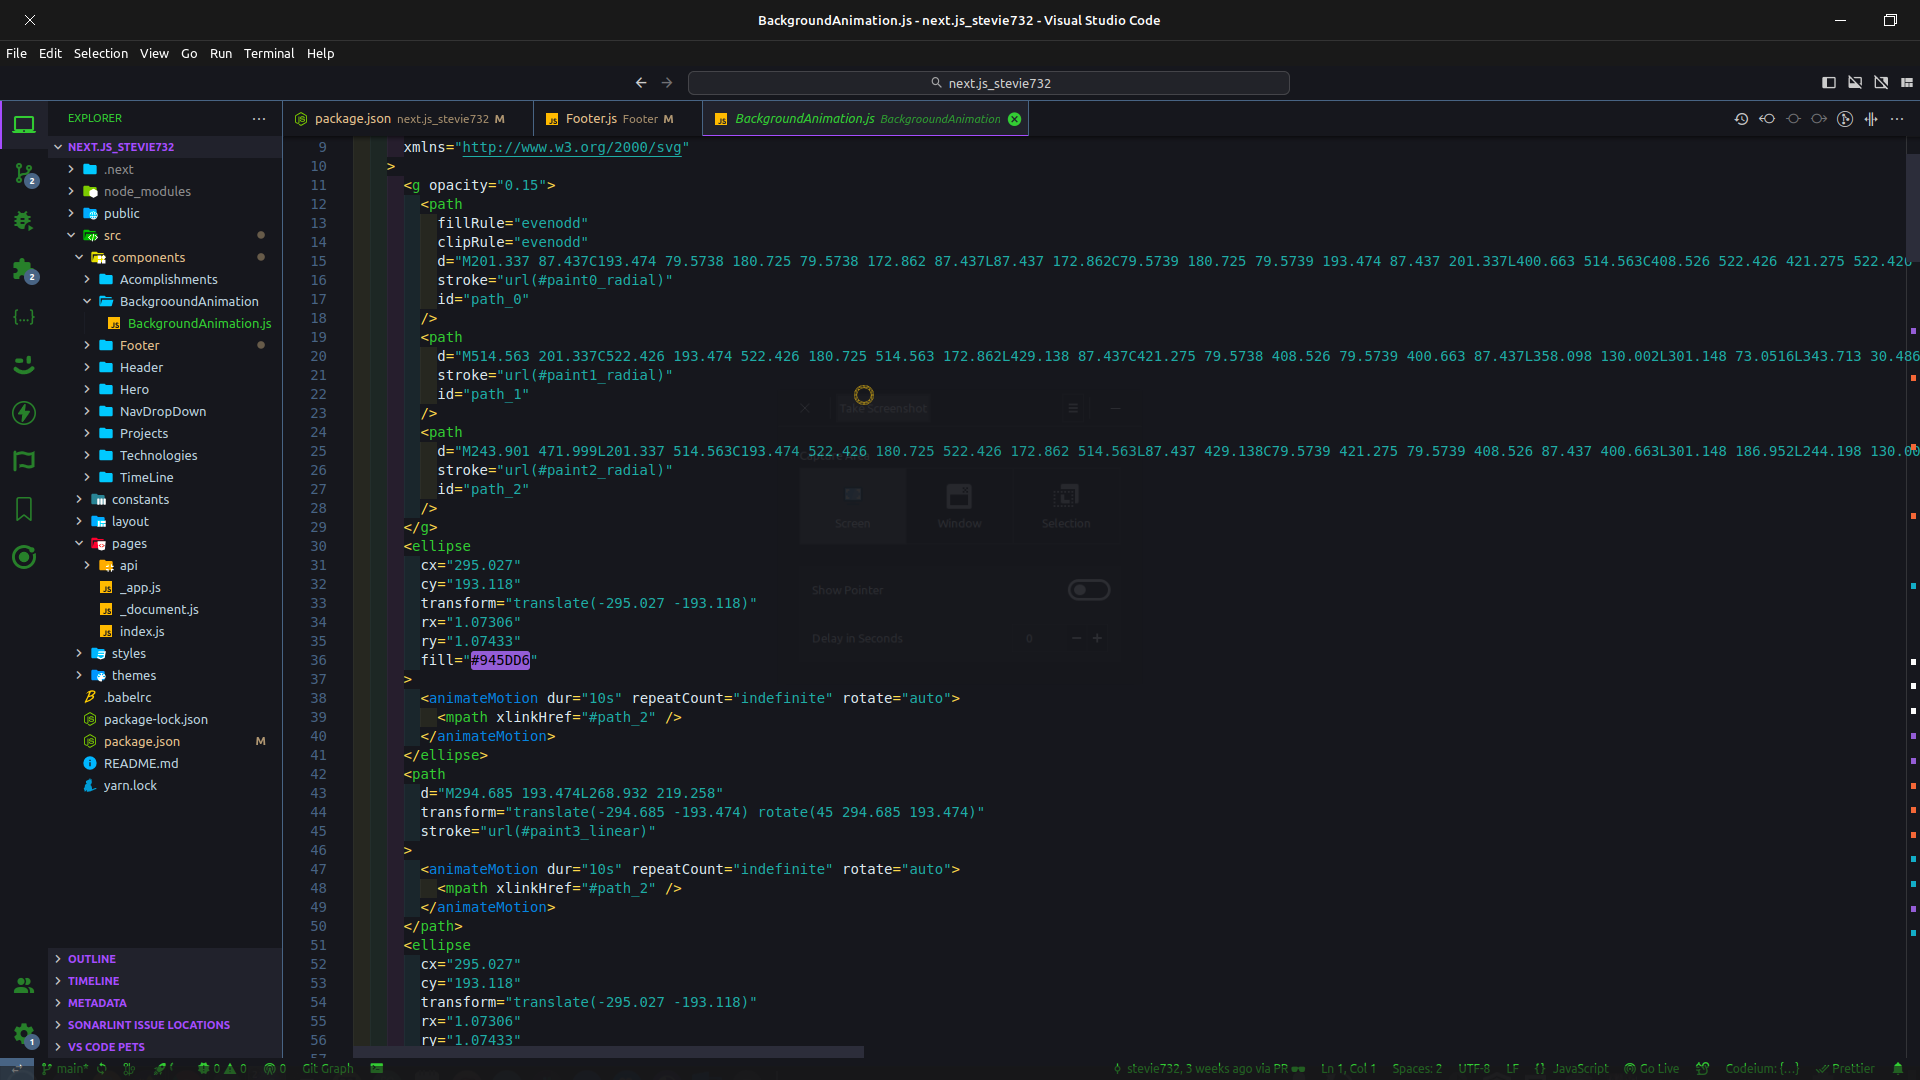 BackgroundAnimation.js - next.js_stevie732 - Visual Studio Code
File Edit Selection View Go Run Terminal Help
next.js_stevie732
EXPLORER
NEXT.JS_STEVIE732
.next
node_modules
public
src
components
Acomplishments
BackgrooundAnimation
BackgroundAnimation.js
Footer
Header
Hero
NavDropDown
Projects
Technologies
TimeLine
constants
layout
pages
api
_app.js
_document.js
index.js
styles
themes
.babelrc
package-lock.json
package.json M
README.md
yarn.lock
OUTLINE
TIMELINE
METADATA
SONARLINT ISSUE LOCATIONS
VS CODE PETS
2
2
1
package.json next.js_stevie732 M
Footer.js Footer M
BackgroundAnimation.js BackgrooundAnimation
9 xmlns="http://www.w3.org/2000/svg"
10 >
11 <g opacity="0.15">
12 <path
13 fillRule="evenodd"
14 clipRule="evenodd"
15 d="M201.337 87.437C193.474 79.5738 180.725 79.5738 172.862 87.437L87.437 172.862C79.5739 180.725 79.5739 193.474 87.437 201.337L400.663 514.563C408.526 522.426 421.275 522.426
16 stroke="url(#paint0_radial)"
17 id="path_0"
18 />
19 <path
20 d="M514.563 201.337C522.426 193.474 522.426 180.725 514.563 172.862L429.138 87.437C421.275 79.5738 408.526 79.5739 400.663 87.437L358.098 130.002L301.148 73.0516L343.713 30.486
21 stroke="url(#paint1_radial)"
22 id="path_1"
23 />
24 <path
25 d="M243.901 471.999L201.337 514.563C193.474 522.426 180.725 522.426 172.862 514.563L87.437 429.138C79.5739 421.275 79.5739 408.526 87.437 400.663L301.148 186.952L244.198 130.00
26 stroke="url(#paint2_radial)"
27 id="path_2"
28 />
29 </g>
30 <ellipse
31 cx="295.027"
32 cy="193.118"
33 transform="translate(-295.027 -193.118)"
34 rx="1.07306"
35 ry="1.07433"
36 fill="#945DD6"
37 >
38 <animateMotion dur="10s" repeatCount="indefinite" rotate="auto">
39 <mpath xlinkHref="#path_2" />
40 </animateMotion>
41 </ellipse>
42 <path
43 d="M294.685 193.474L268.932 219.258"
44 transform="translate(-294.685 -193.474) rotate(45 294.685 193.474)"
45 stroke="url(#paint3_linear)"
46 >
47 <animateMotion dur="10s" repeatCount="indefinite" rotate="auto">
48 <mpath xlinkHref="#path_2" />
49 </animateMotion>
50 </path>
51 <ellipse
52 cx="295.027"
53 cy="193.118"
54 transform="translate(-295.027 -193.118)"
55 rx="1.07306"
56 ry="1.07433"
57
Take Screenshot
Screen Window Selection
Show Pointer
Delay in Seconds 0 − +
main* 0 0 0 Git Graph stevie732, 3 weeks ago via PR Ln 1, Col 1 Spaces: 2 UTF-8 LF {} JavaScript Go Live Codeium: {...} Prettier